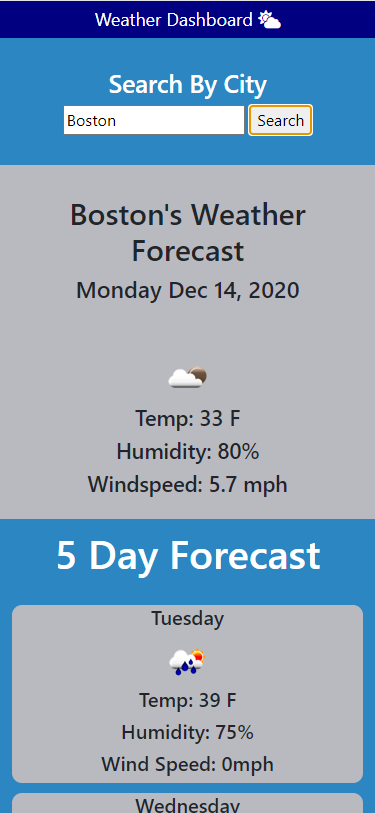 Weather Dashboard
Search By City
Boston Search
Boston's Weather
Forecast
Monday Dec 14, 2020
Temp: 33 F
Humidity: 80%
Windspeed: 5.7 mph
5 Day Forecast
Tuesday
Temp: 39 F
Humidity: 75%
Wind Speed: 0mph
Wednesday